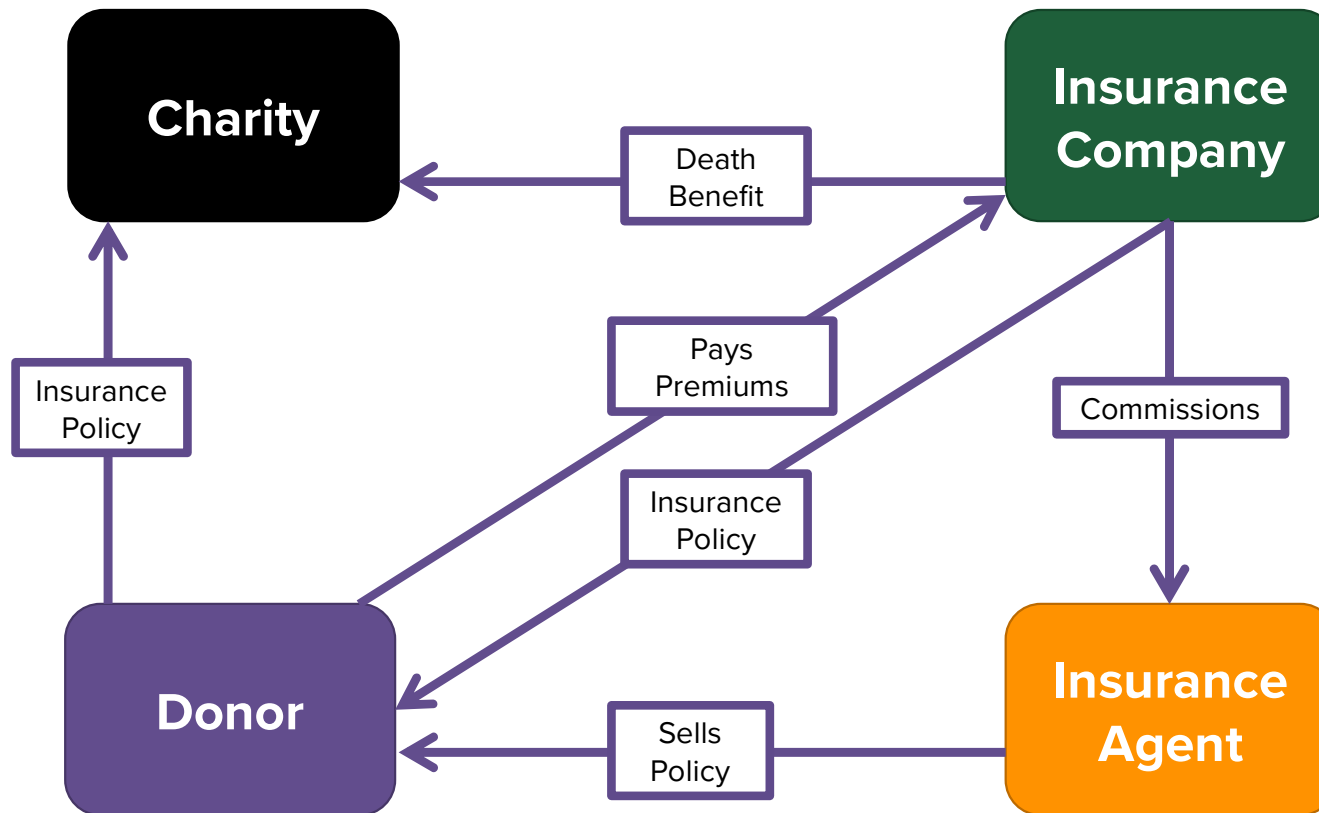 Charity
Insurance
Company
Death
Benefit
Pays
Premiums
Insurance
Policy
Commissions
Insurance
Policy
Donor
Sells
Policy
Insurance
Agent